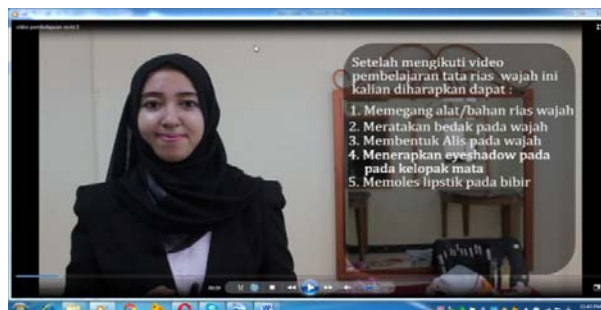 video pembelajaran mold 2
Setelah mengikuti video
pembelajaran tata rias wajah ini
kalian diharapkan dapat :
1. Memegang alat/bahan rias wajah
2. Meratakan bedak pada wajah
3. Membentuk Alis pada wajah
4. Menerapkan eyeshadow pada
pada kelopak mata
5. Memoles lipstik pada bibir